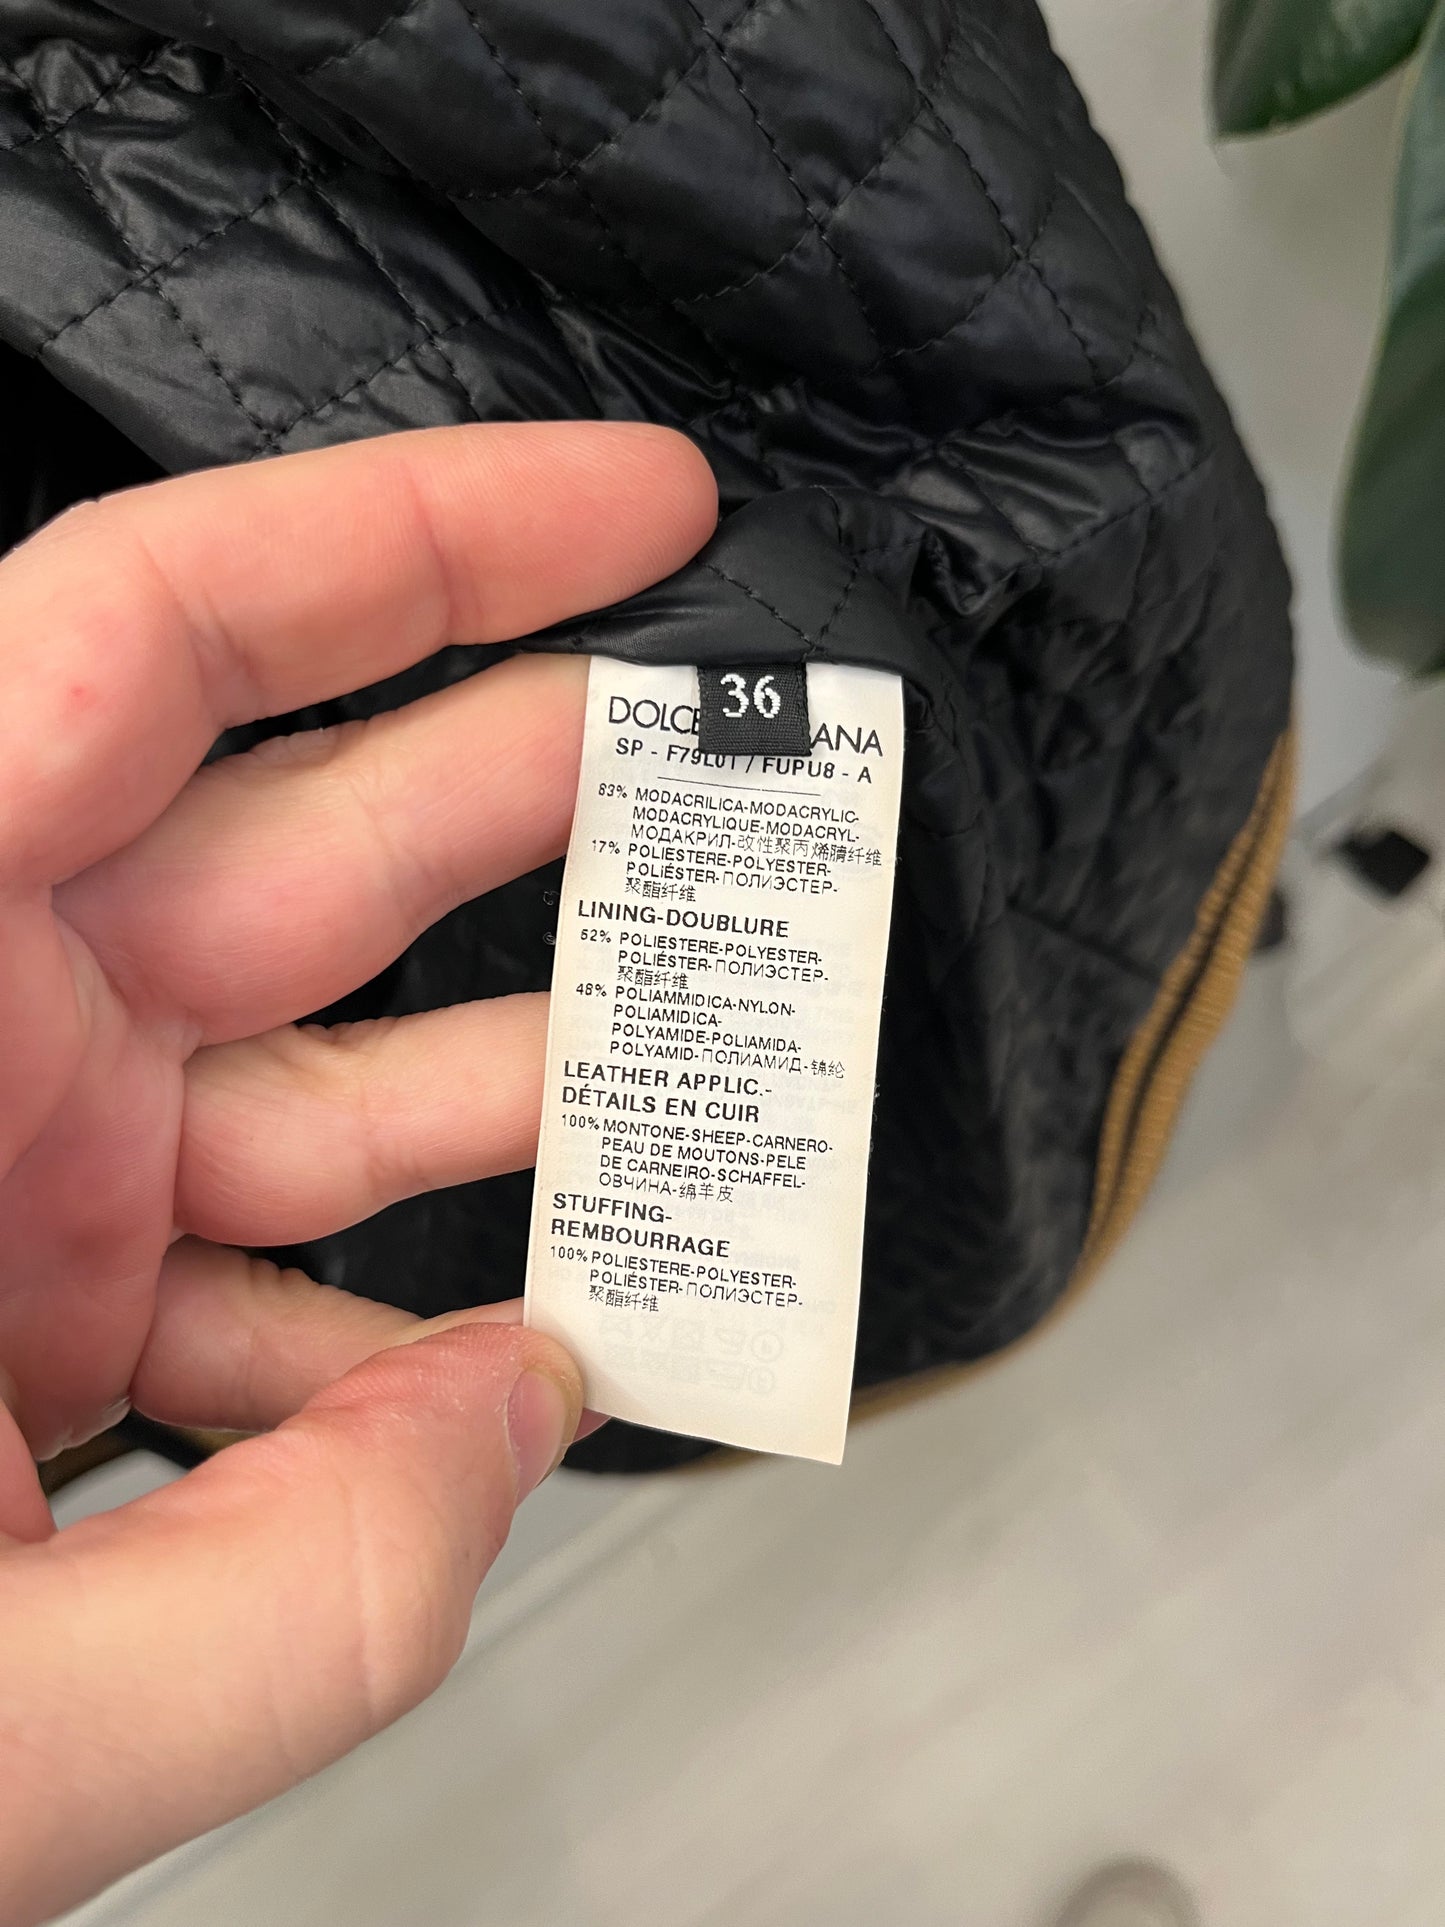 36
DOLCE ANA
SP - F79L01 / FUPU8 - A
83% MODACRILICA-MODACRYLIC-
MODACRYLIQUE-MODACRYL-
МОДАКРИЛ-改性聚丙烯腈纤维
17% POLIESTERE-POLYESTER-
POLIÉSTER-ПОЛИЭСТЕР-
聚酯纤维
LINING-DOUBLURE
52% POLIESTERE-POLYESTER-
POLIÉSTER-ПОЛИЭСТЕР-
聚酯纤维
48% POLIAMMIDICA-NYLON-
POLIAMIDICA-
POLYAMIDE-POLIAMIDA-
POLYAMID-ПОЛИАМИД-锦纶
LEATHER APPLIC.-
DÉTAILS EN CUIR
100% MONTONE-SHEEP-CARNERO-
PEAU DE MOUTONS-PELE
DE CARNEIRO-SCHAFFEL-
ОВЧИНА-绵羊皮
STUFFING-
REMBOURRAGE
100% POLIESTERE-POLYESTER-
POLIÉSTER-ПОЛИЭСТЕР-
聚酯纤维